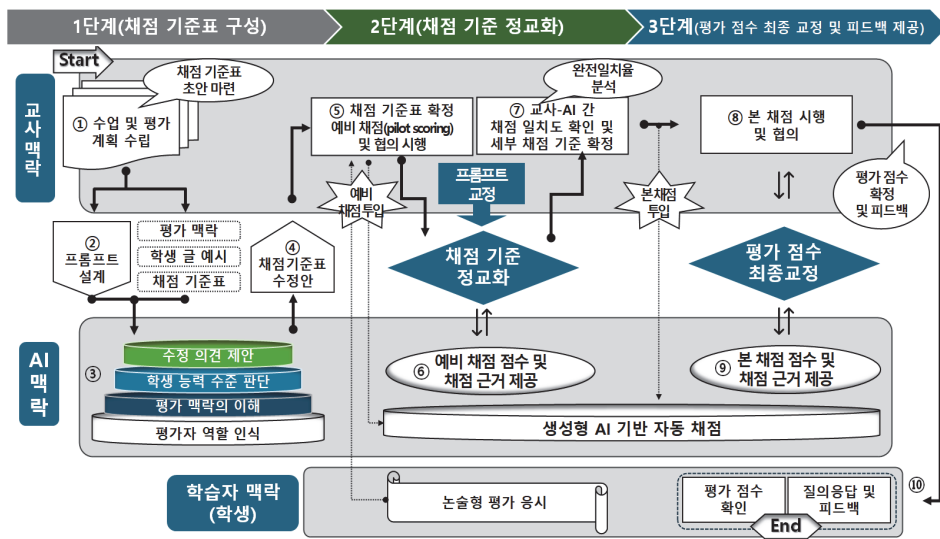 1단계(채점 기준표 구성)
2단계(채점 기준 정교화)
3단계(평가 점수 최종 교정 및 피드백 제공)
Start
교사맥락
채점 기준표
초안 마련
① 수업 및 평가
계획 수립
⑤ 채점 기준표 확정
예비 채점(pilot scoring)
및 협의 시행
완전일치율
분석
⑦ 교사-AI 간
채점 일치도 확인 및
세부 채점 기준 확정
⑧ 본 채점 시행
및 협의
평가 점수
확정
및 피드백
예비
채점투입
프롬프트
교정
본채점
투입
②
프롬프트
설계
평가 맥락
학생 글 예시
채점 기준표
④
채점기준표
수정안
채점 기준
정교화
평가 점수
최종교정
AI
맥락
③
수정 의견 제안
학생 능력 수준 판단
평가 맥락의 이해
평가자 역할 인식
⑥ 예비 채점 점수 및
채점 근거 제공
⑨ 본 채점 점수 및
채점 근거 제공
생성형 AI 기반 자동 채점
학습자 맥락
(학생)
논술형 평가 응시
평가 점수
확인
질의응답 및
피드백
⑩
End